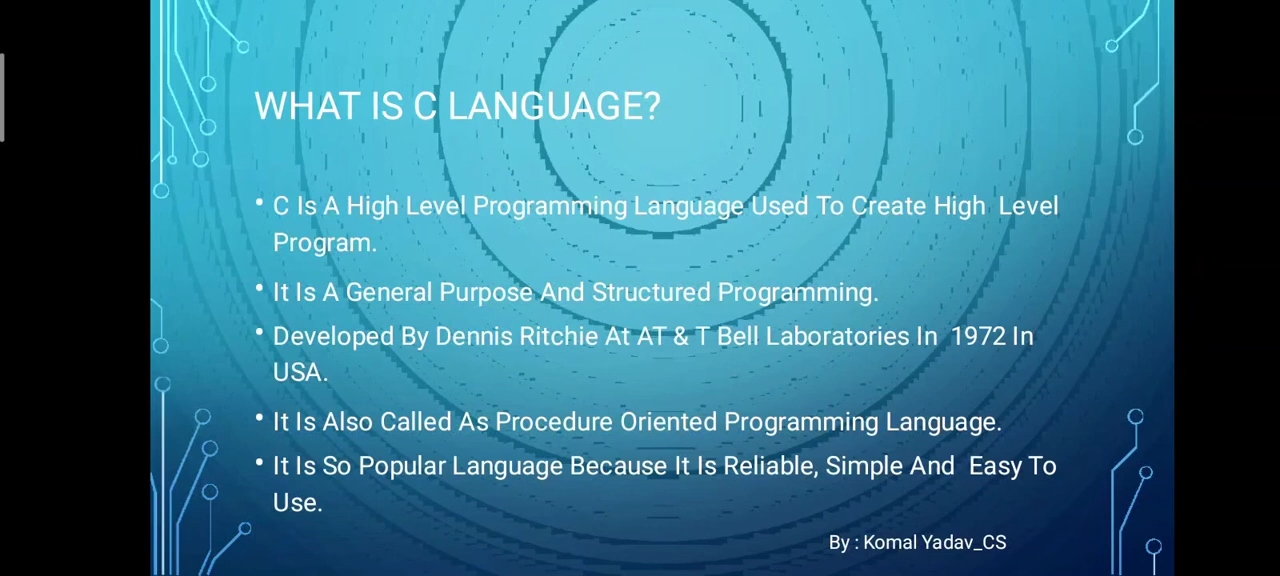 WHAT IS C LANGUAGE?
• C Is A High Level Programming Language Used To Create High  Level
Program.
• It Is A General Purpose And Structured Programming.
• Developed By Dennis Ritchie At AT & T Bell Laboratories In  1972 In
USA.
• It Is Also Called As Procedure Oriented Programming Language.
• It Is So Popular Language Because It Is Reliable, Simple And  Easy To
Use.
By : Komal Yadav_CS